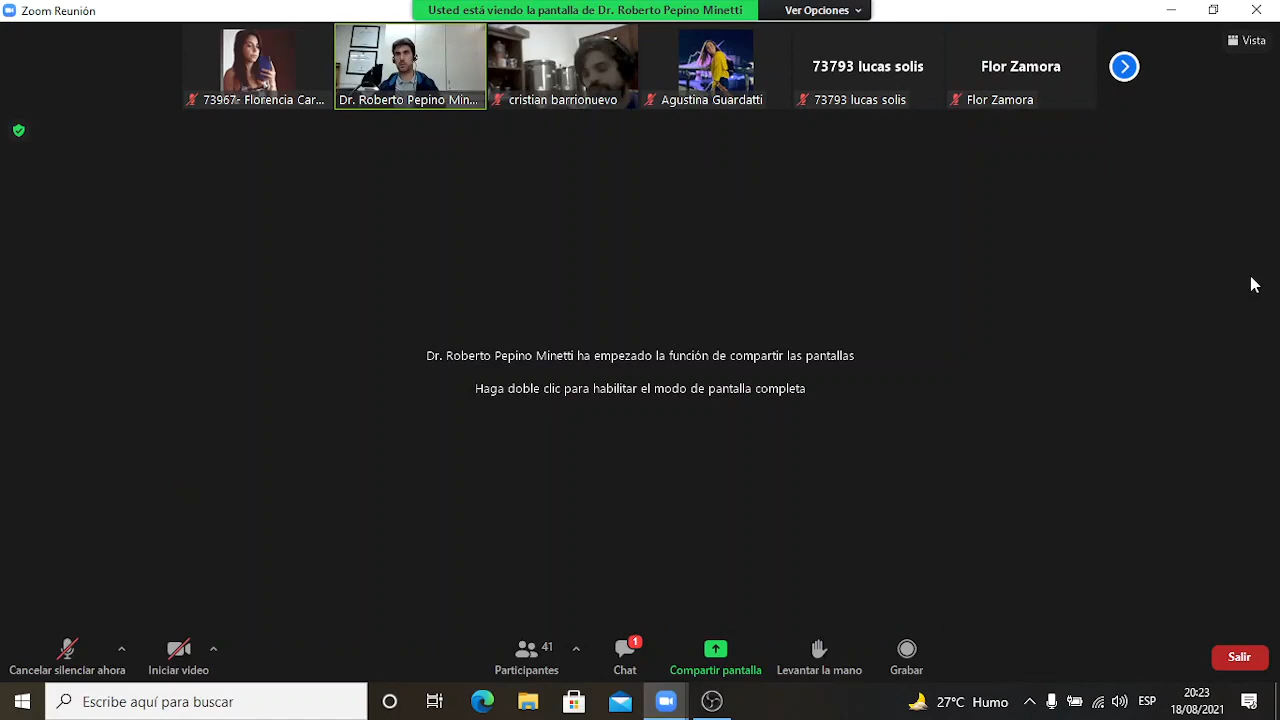 Zoom Reunión
Usted está viendo la pantalla de Dr. Roberto Pepino Minetti
Ver Opciones
Vista
73793 lucas solis
Flor Zamora
73967- Florencia Car...
Dr. Roberto Pepino Min...
cristian barrionuevo
Agustina Guardatti
73793 lucas solis
Flor Zamora
Dr. Roberto Pepino Minetti ha empezado la función de compartir las pantallas
Haga doble clic para habilitar el modo de pantalla completa
41
1
Cancelar silenciar ahora
Iniciar video
Participantes
Chat
Compartir pantalla
Levantar la mano
Grabar
Salir
Escribe aquí para buscar
27°C Humo
ESP
20:23
18/08/2021